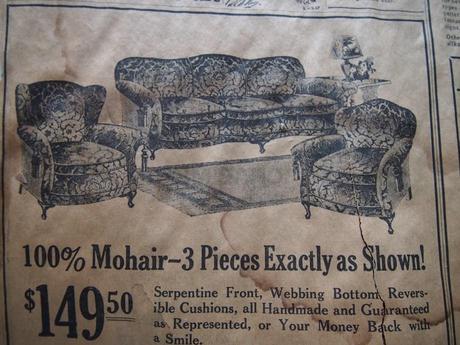 100% Mohair—3 Pieces Exactly as Shown!
$149.50
Serpentine Front, Webbing Bottom, Revers-
ible Cushions, all Handmade and Guaranteed
as Represented, or Your Money Back with
a Smile.